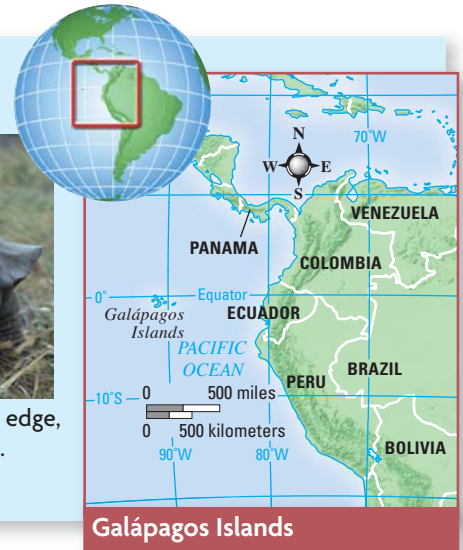 N
70°W
W
E
S
VENEZUELA
PANAMA
COLOMBIA
0°
Equator
Galápagos
Islands
ECUADOR
PACIFIC
OCEAN
PERU
BRAZIL
10°S
0 500 miles
0 500 kilometers
90°W
80°W
BOLIVIA
edge,
.
Galápagos Islands